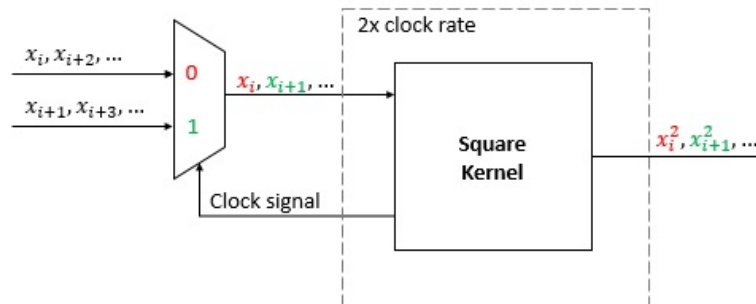 2x clock rate
x_i, x_{i+2}, ...
0
x_i, x_{i+1}, ...
x_{i+1}, x_{i+3}, ...
1
Square
Kernel
x_i^2, x_{i+1}^2, ...
Clock signal